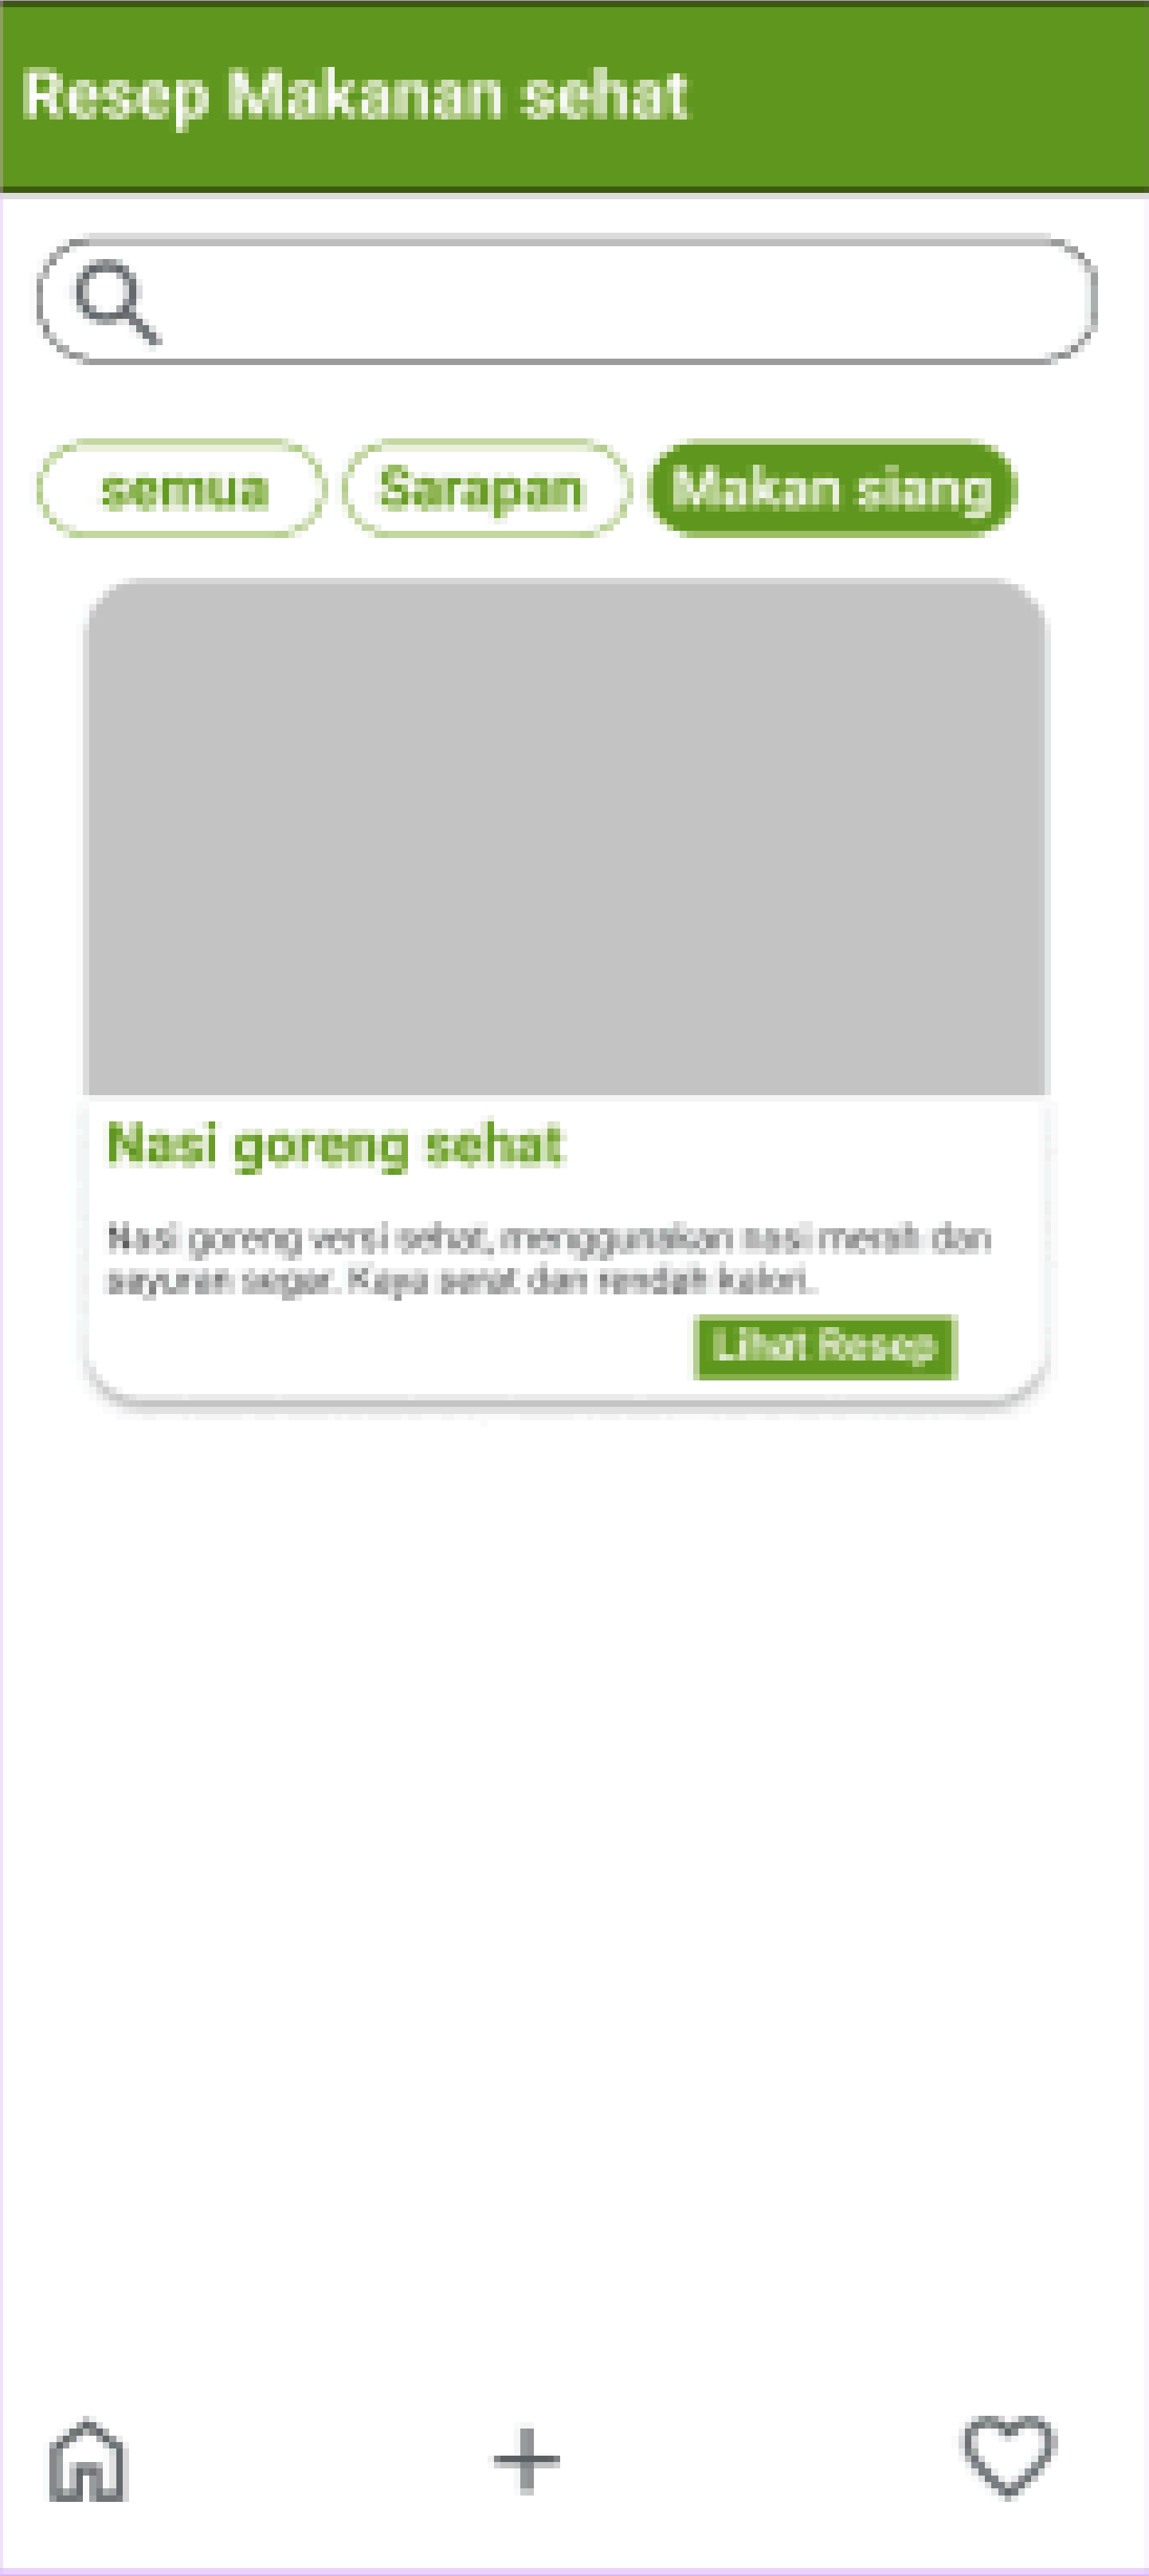 Resep Makanan sehat
semua
Sarapan
Makan siang
Nasi goreng sehat
Nasi goreng versi sehat, menggunakan nasi merah dan
sayuran segar. Kaya serat dan rendah kalori.
Lihat Resep